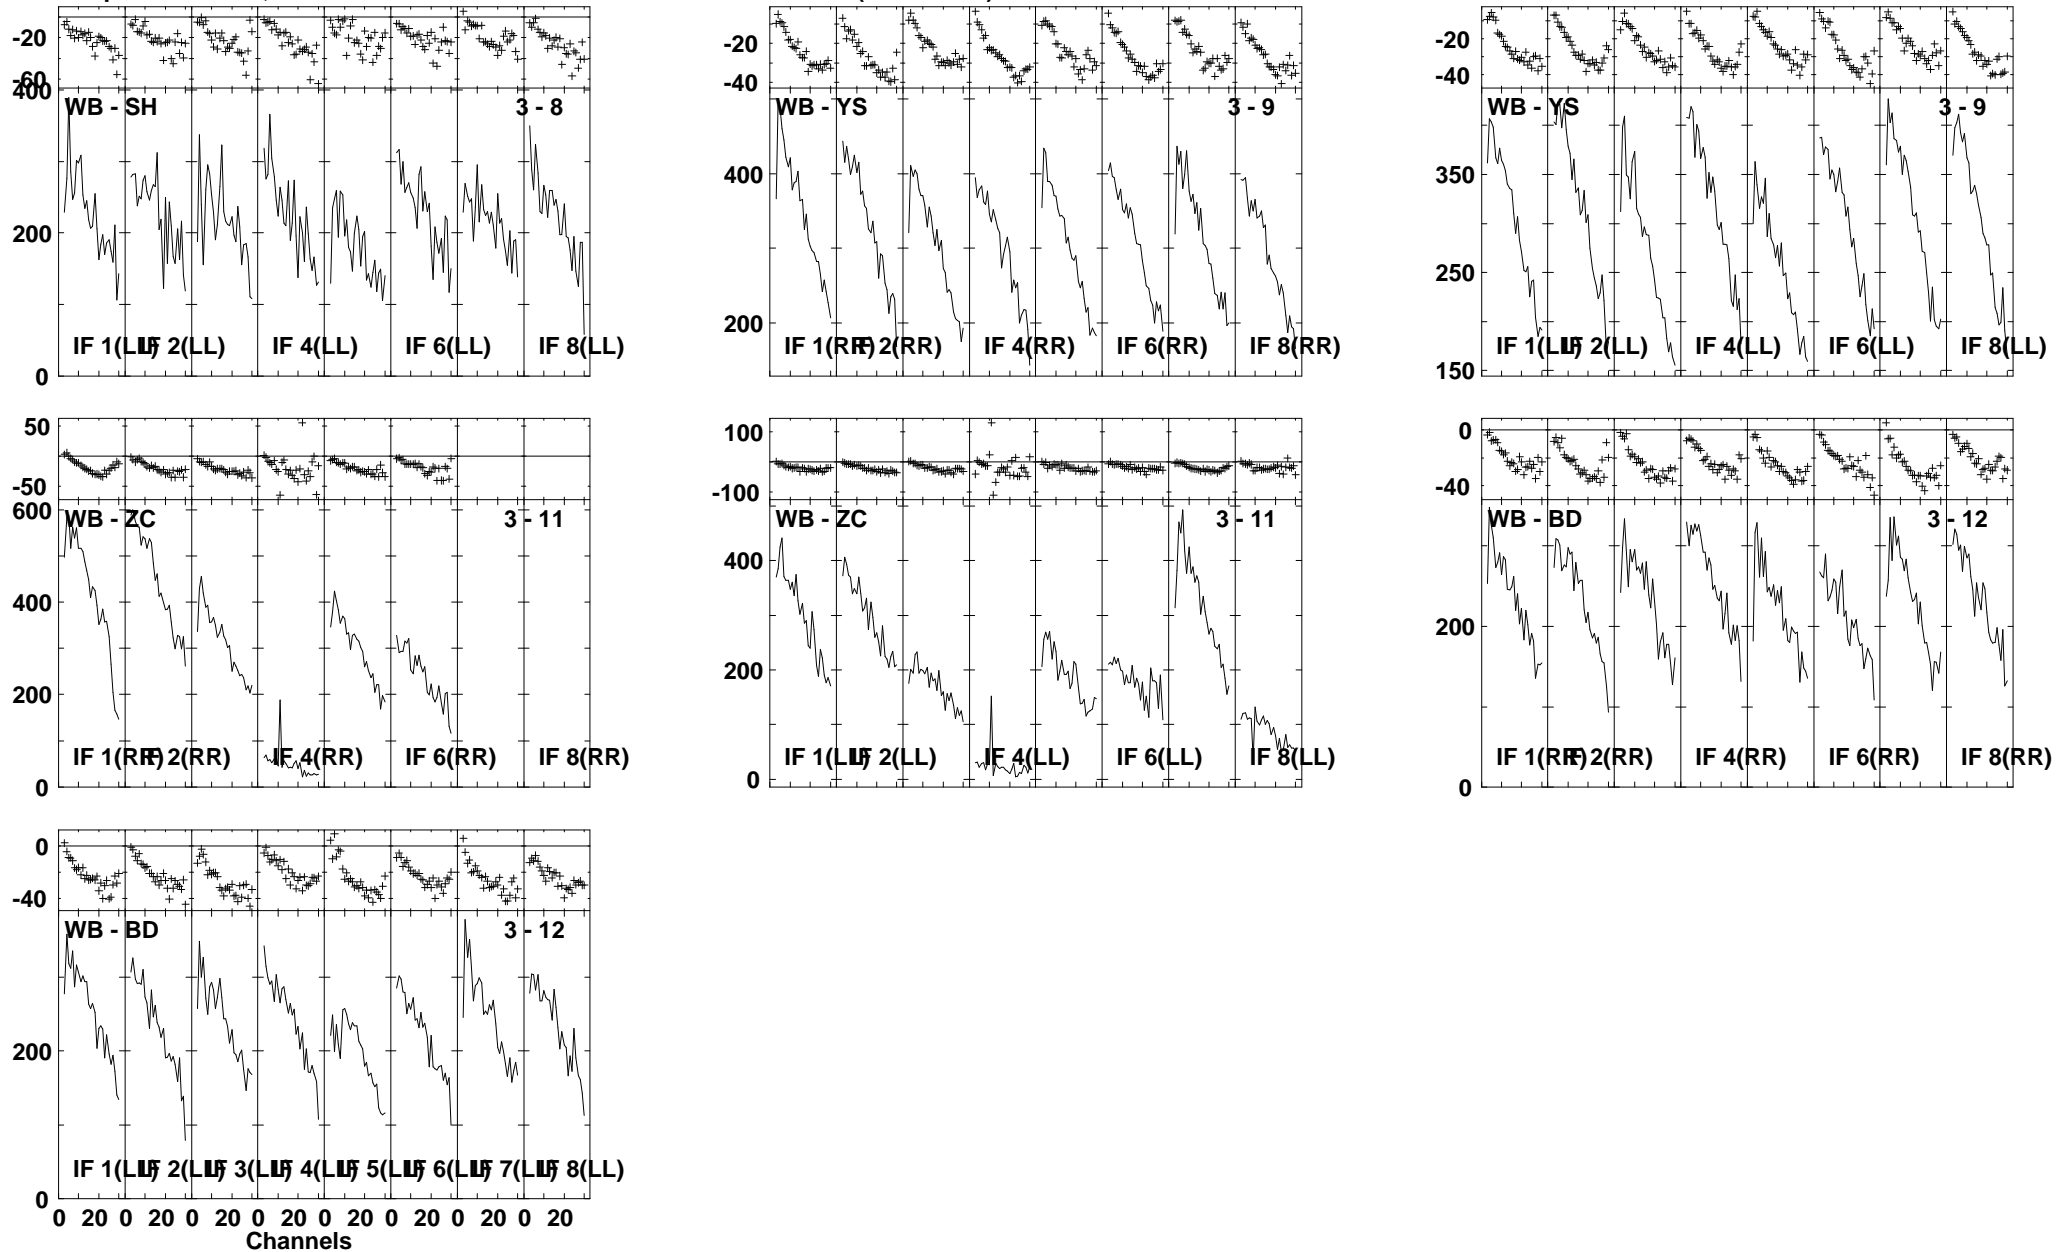 -20
-60
400
200
0
WB - SH
3 - 8
IF 1(LL)
IF 2(LL)
IF 4(LL)
IF 6(LL)
IF 8(LL)
-20
-40
400
200
WB - YS
3 - 9
IF 1(RR)
IF 2(RR)
IF 4(RR)
IF 6(RR)
IF 8(RR)
-20
-40
350
250
150
WB - YS
3 - 9
IF 1(LL)
IF 2(LL)
IF 4(LL)
IF 6(LL)
IF 8(LL)
50
-50
600
400
200
0
WB - ZC
3 - 11
IF 1(RR)
IF 2(RR)
IF 4(RR)
IF 6(RR)
IF 8(RR)
100
-100
400
200
0
WB - ZC
3 - 11
IF 1(LL)
IF 2(LL)
IF 4(LL)
IF 6(LL)
IF 8(LL)
0
-40
200
0
WB - BD
3 - 12
IF 1(RR)
IF 2(RR)
IF 4(RR)
IF 6(RR)
IF 8(RR)
0
-40
200
0
WB - BD
3 - 12
IF 1(LL)
IF 2(LL)
IF 3(LL)
IF 4(LL)
IF 5(LL)
IF 6(LL)
IF 7(LL)
IF 8(LL)
0 20 0 20 0 20 0 20 0 20 0 20 0 20 0 20
Channels